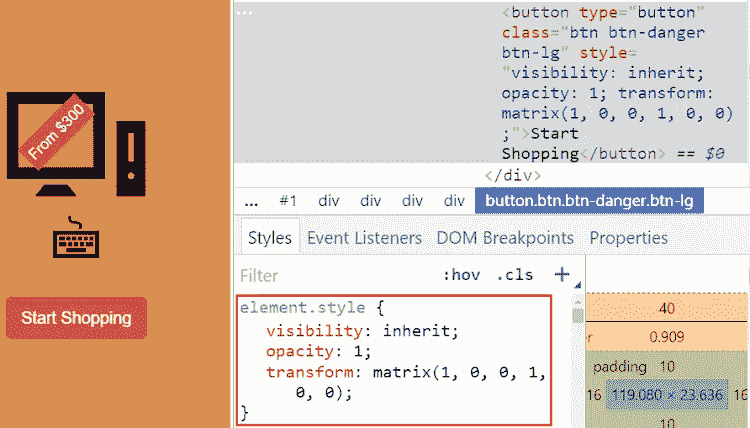 From $300
Start Shopping
...
<button type="button"
class="btn btn-danger
btn-lg" style=
"visibility: inherit;
opacity: 1; transform:
matrix(1, 0, 0, 1, 0, 0)
;">Start
Shopping</button> == $0
</div>
... #1 div div div div button.btn.btn-danger.btn-lg
Styles Event Listeners DOM Breakpoints Properties
Filter :hov .cls +
element.style {
visibility: inherit;
opacity: 1;
transform: matrix(1, 0, 0, 1,
0, 0);
}
40
r 0.909
padding 10
16 119.080 × 23.636 16
10